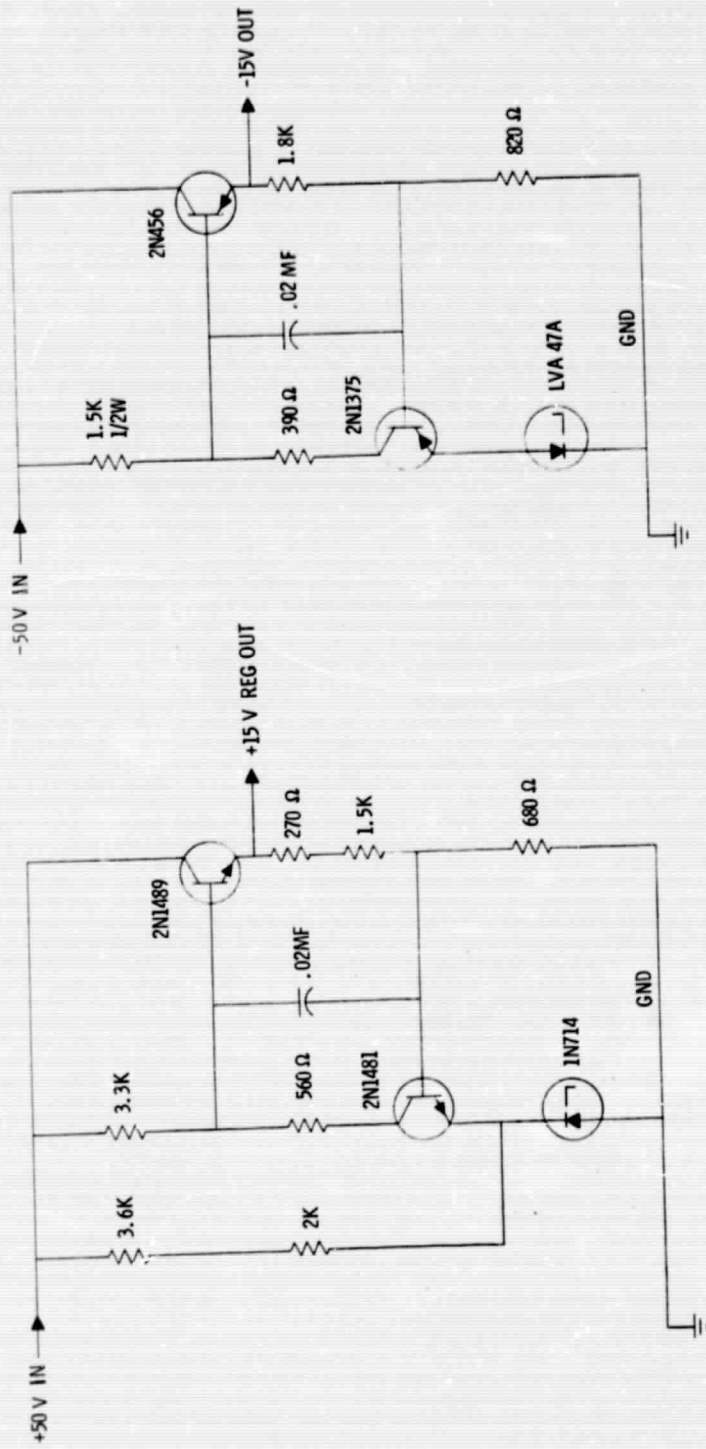 +50 V IN
3.6K
2K
3.3K
560 Ω
2N1481
1N714
.02MF
2N1489
+15 V REG OUT
270 Ω
1.5K
680 Ω
GND
-50 V IN
1.5K
1/2W
390 Ω
2N1375
LVA 47A
.02 MF
2N456
-15V OUT
1.8K
820 Ω
GND